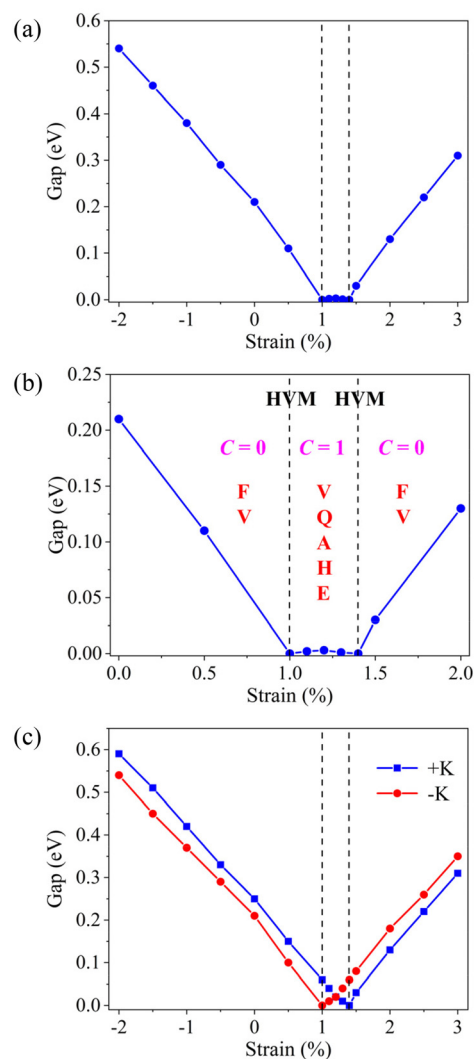 (a)
0.6
0.5
0.4
0.3
0.2
0.1
0.0
Gap (eV)
-2 -1 0 1 2 3
Strain (%)
(b)
0.25
0.20
0.15
0.10
0.05
0.00
Gap (eV)
HVM HVM
C = 0 C = 1 C = 0
F V F
V Q V
A
H
E
0.0 0.5 1.0 1.5 2.0
Strain (%)
(c)
0.6
0.5
0.4
0.3
0.2
0.1
0.0
Gap (eV)
+K
-K
-2 -1 0 1 2 3
Strain (%)